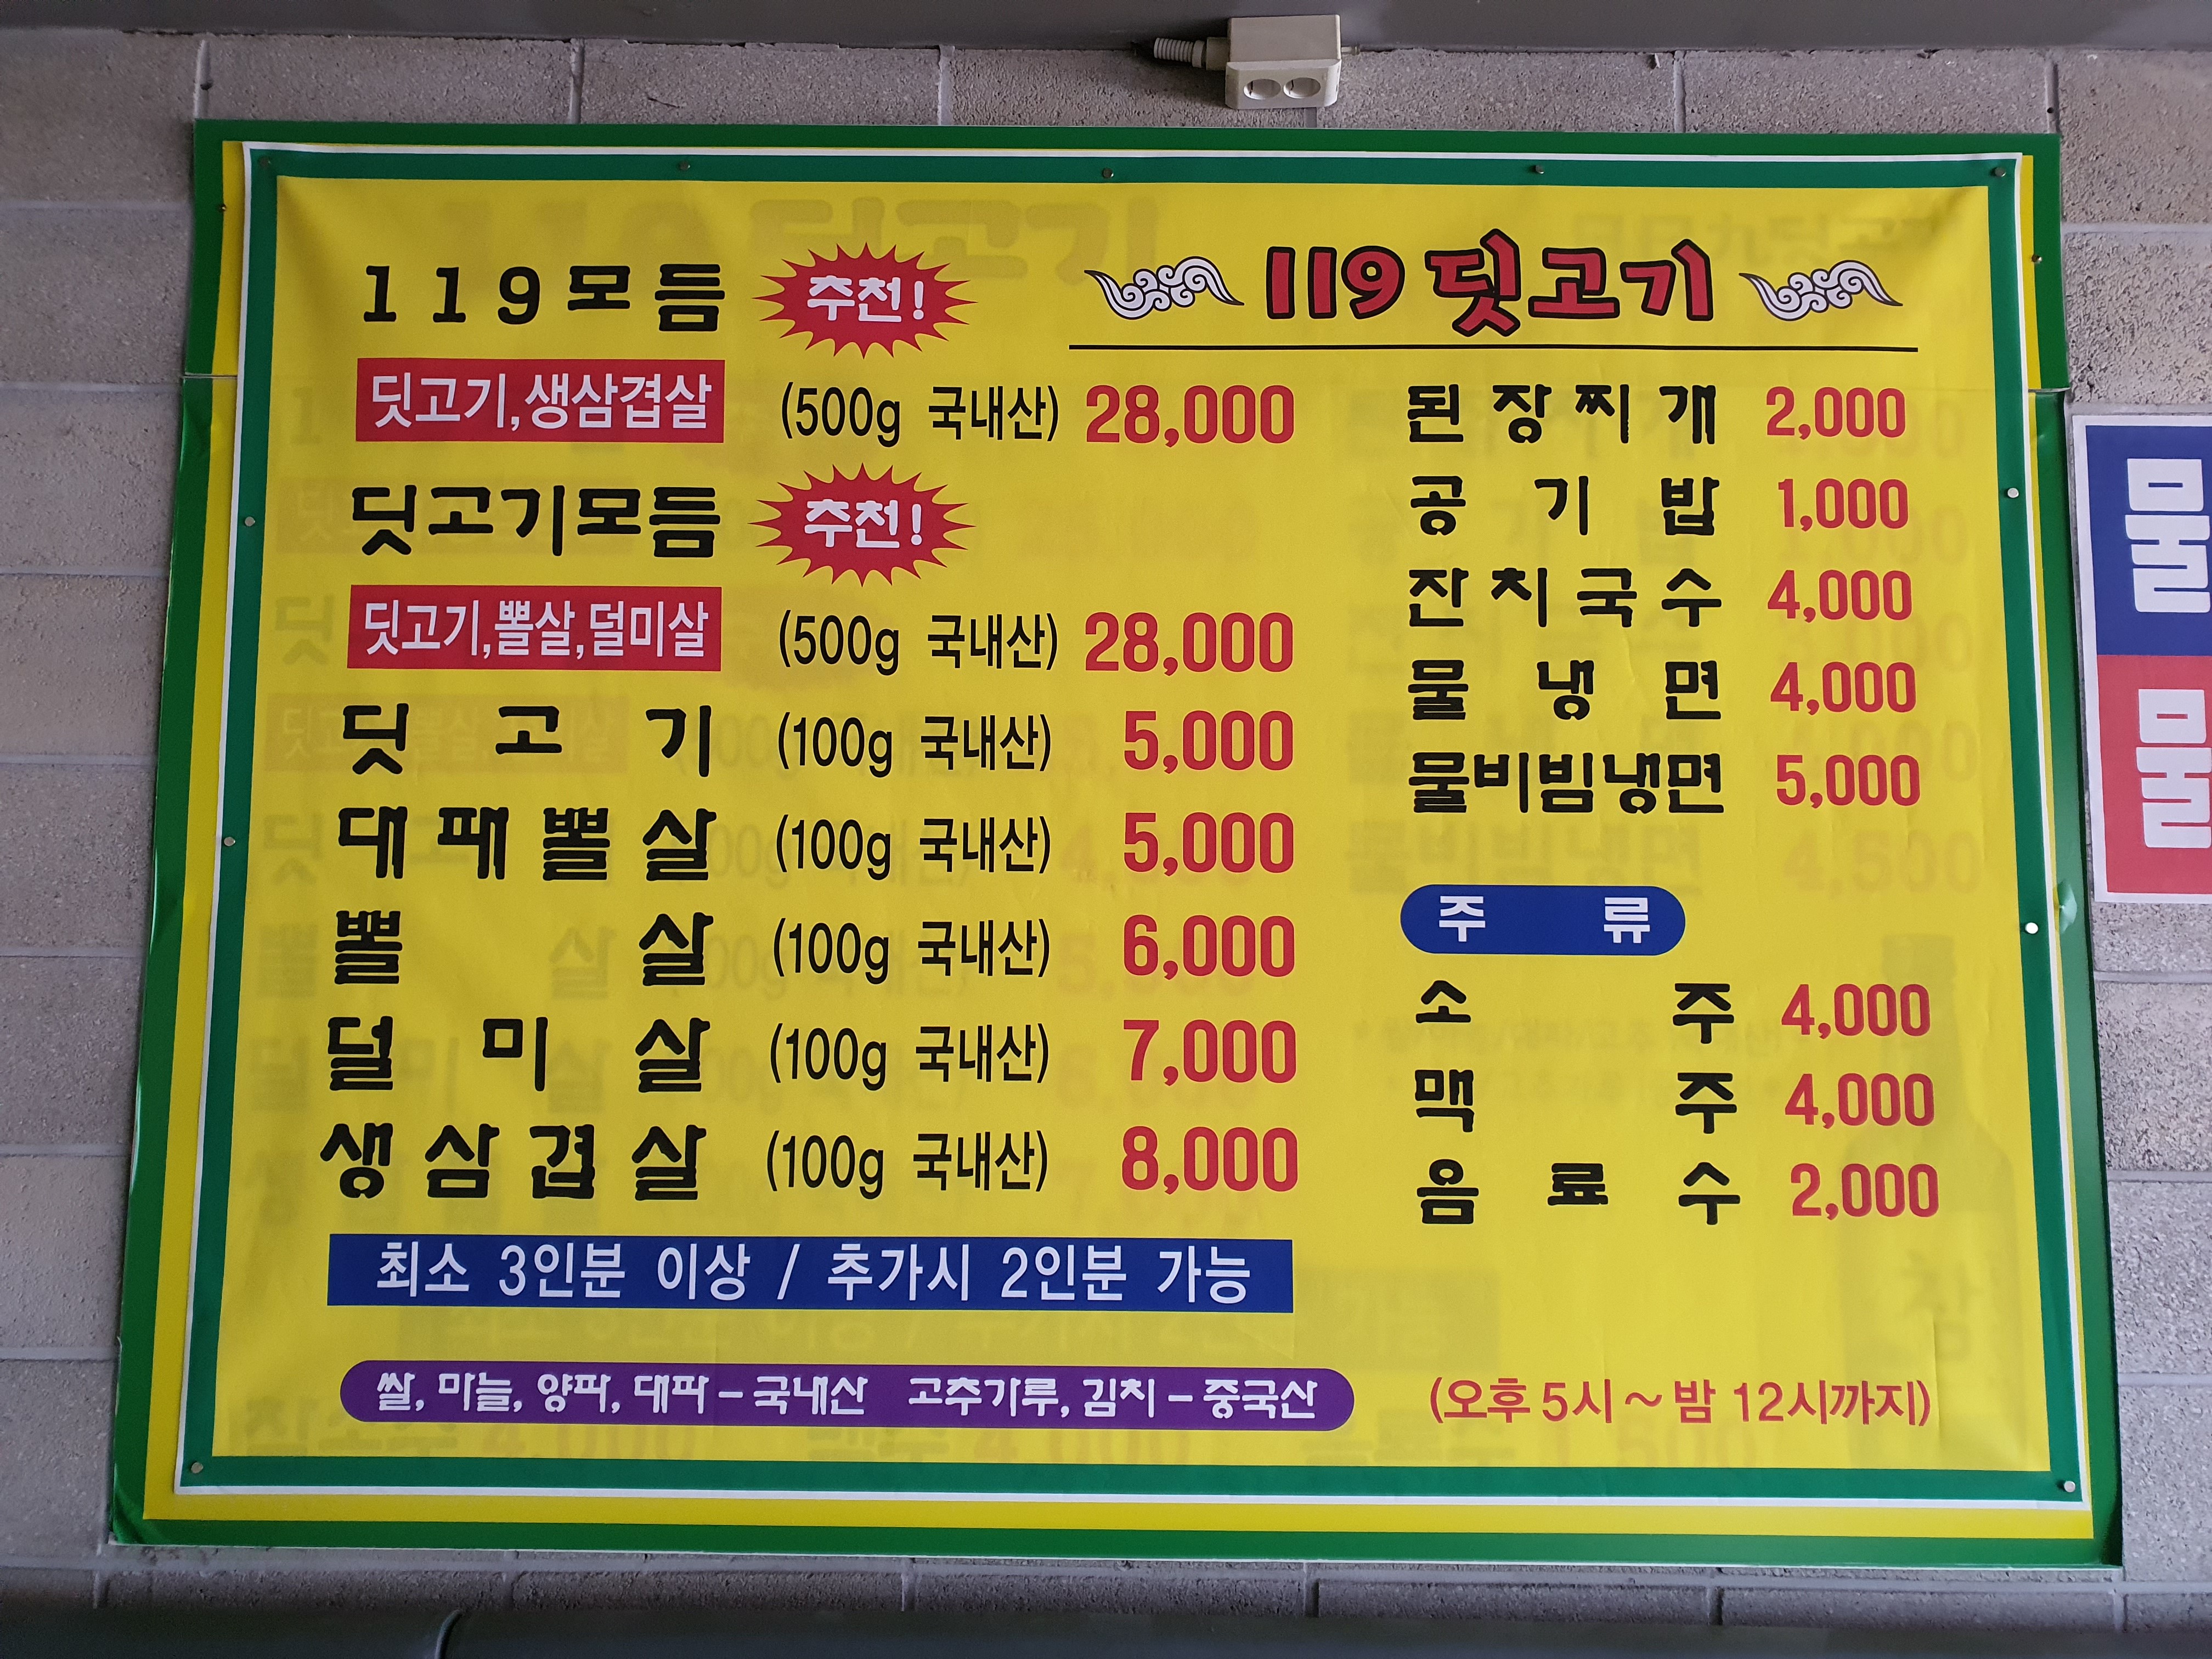 119모듬 추천!
딧고기,생삼겹살 (500g 국내산) 28,000
딧고기모듬 추천!
딧고기,뽈살,덜미살 (500g 국내산) 28,000
딧고기 (100g 국내산) 5,000
대패뽈살 (100g 국내산) 5,000
뽈살 (100g 국내산) 6,000
덜미살 (100g 국내산) 7,000
생삼겹살 (100g 국내산) 8,000
최소 3인분 이상 / 추가시 2인분 가능
쌀, 마늘, 양파, 대파 – 국내산 고추가루, 김치 – 중국산
119 딧고기
된장찌개 2,000
공기밥 1,000
잔치국수 4,000
물냉면 4,000
물비빔냉면 5,000
주류
소주 4,000
맥주 4,000
음료수 2,000
(오후 5시 ~ 밤 12시까지)
물
물